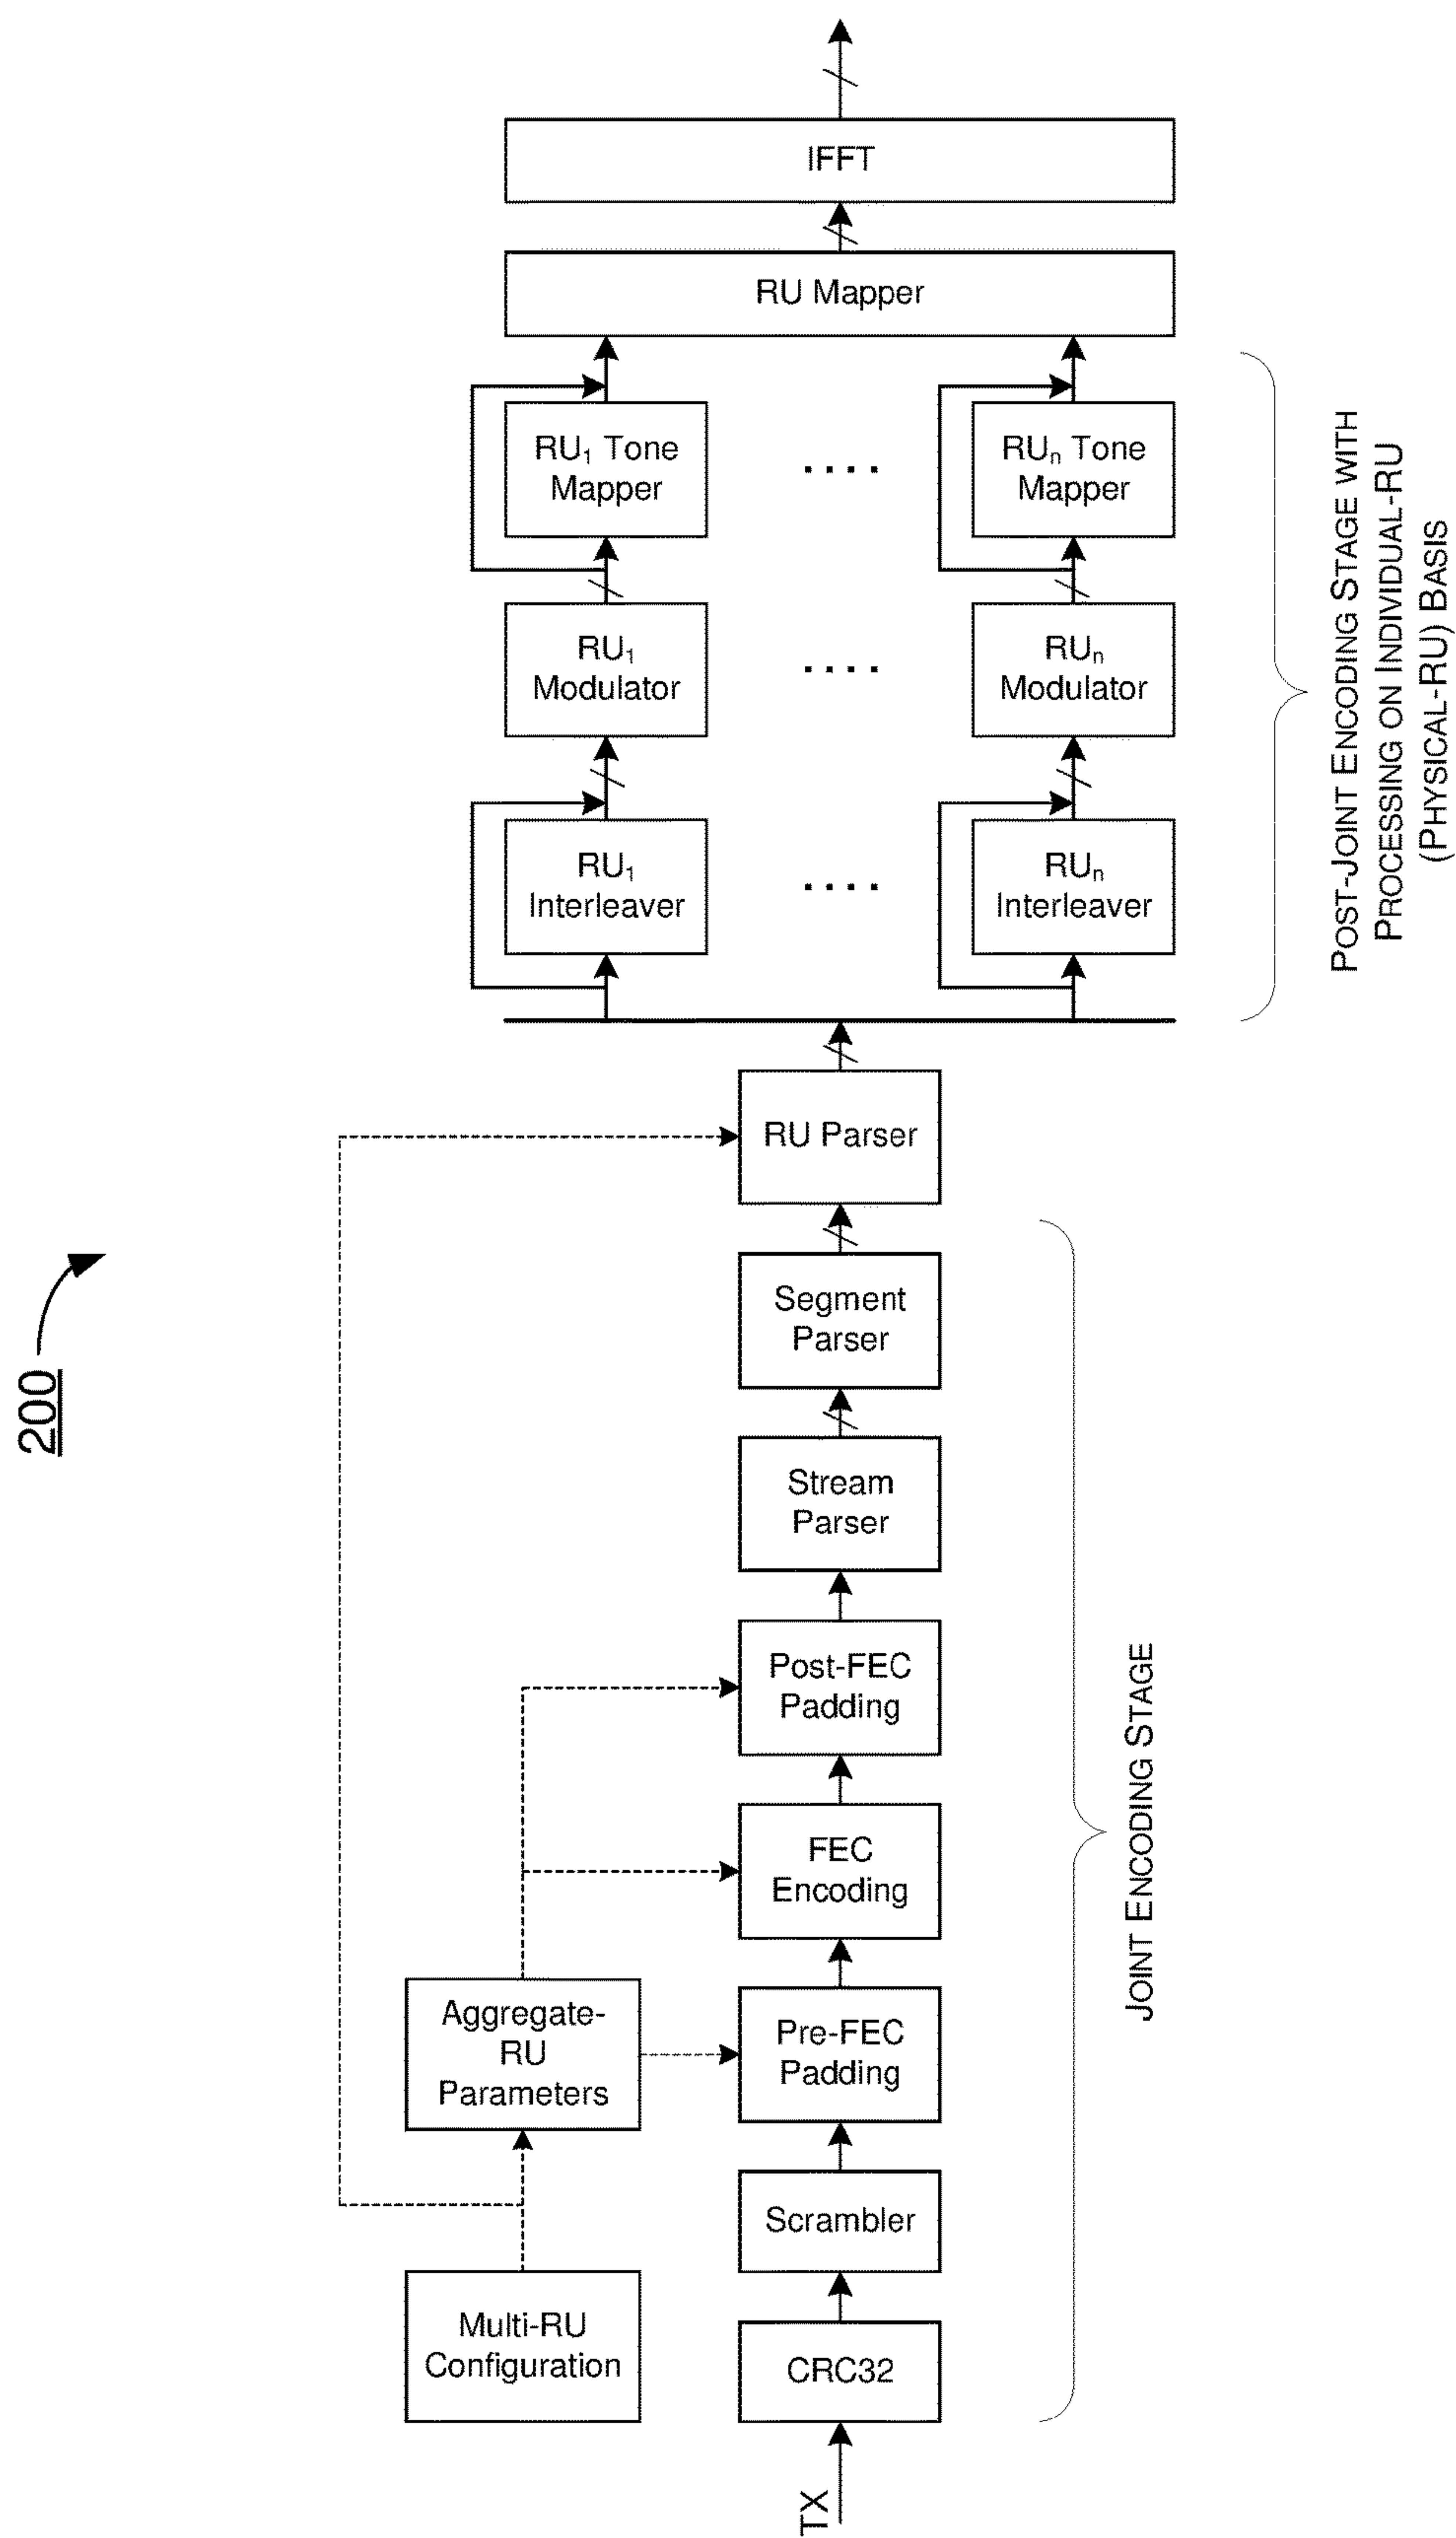 200
IFFT
RU Mapper
RU1 Tone
Mapper
....
RUn Tone
Mapper
RU1
Modulator
....
RUn
Modulator
RU1
Interleaver
....
RUn
Interleaver
POST-JOINT ENCODING STAGE WITH
PROCESSING ON INDIVIDUAL-RU
(PHYSICAL-RU) BASIS
RU Parser
Segment
Parser
Stream
Parser
Post-FEC
Padding
FEC
Encoding
Aggregate-
RU
Parameters
Pre-FEC
Padding
Scrambler
Multi-RU
Configuration
CRC32
TX
JOINT ENCODING STAGE